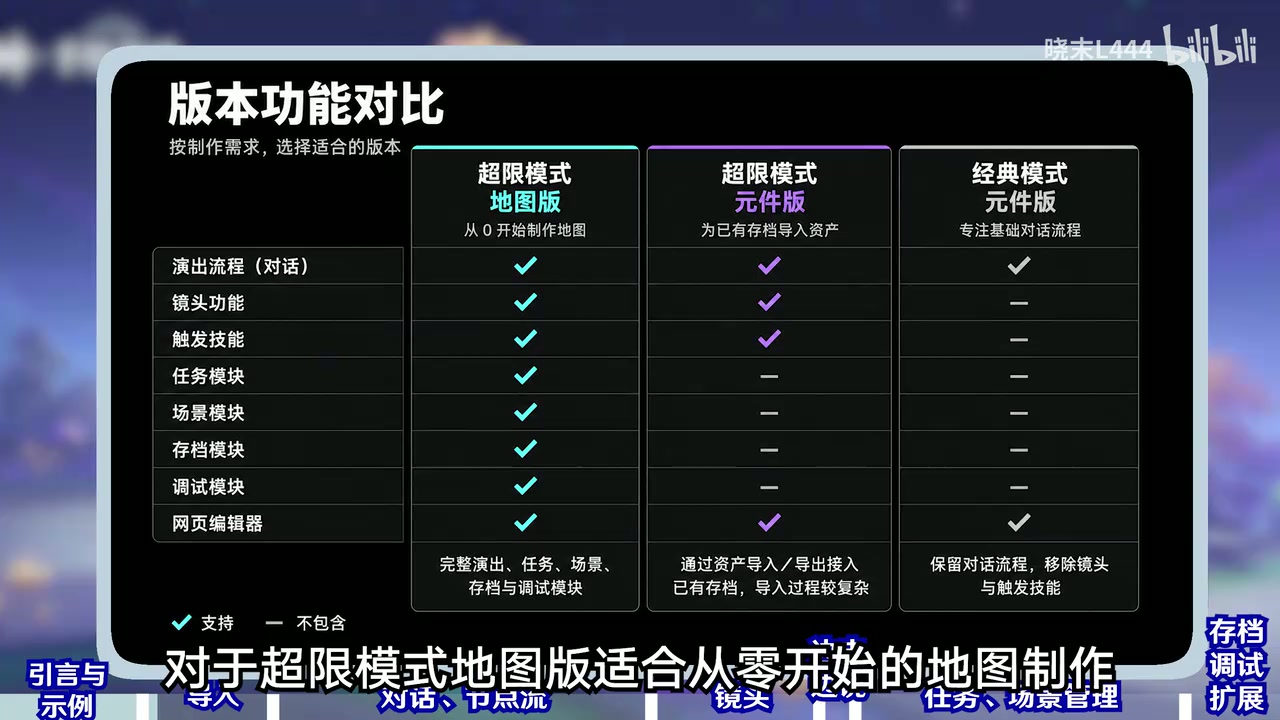 晓末L444 bilibili
版本功能对比
按制作需求，选择适合的版本
超限模式
地图版
从 0 开始制作地图
超限模式
元件版
为已有存档导入资产
经典模式
元件版
专注基础对话流程
演出流程（对话） ✓ ✓ ✓
镜头功能 ✓ ✓ —
触发技能 ✓ ✓ —
任务模块 ✓ — —
场景模块 ✓ — —
存档模块 ✓ — —
调试模块 ✓ — —
网页编辑器 ✓ ✓ ✓
完整演出、任务、场景、
存档与调试模块
通过资产导入／导出接入
已有存档，导入过程较复杂
保留对话流程，移除镜头
与触发技能
✓ 支持 — 不包含
对于超限模式地图版适合从零开始的地图制作
引言与
示例
导入
对话、节点流
镜头
任务、场景管理
存档
调试
扩展